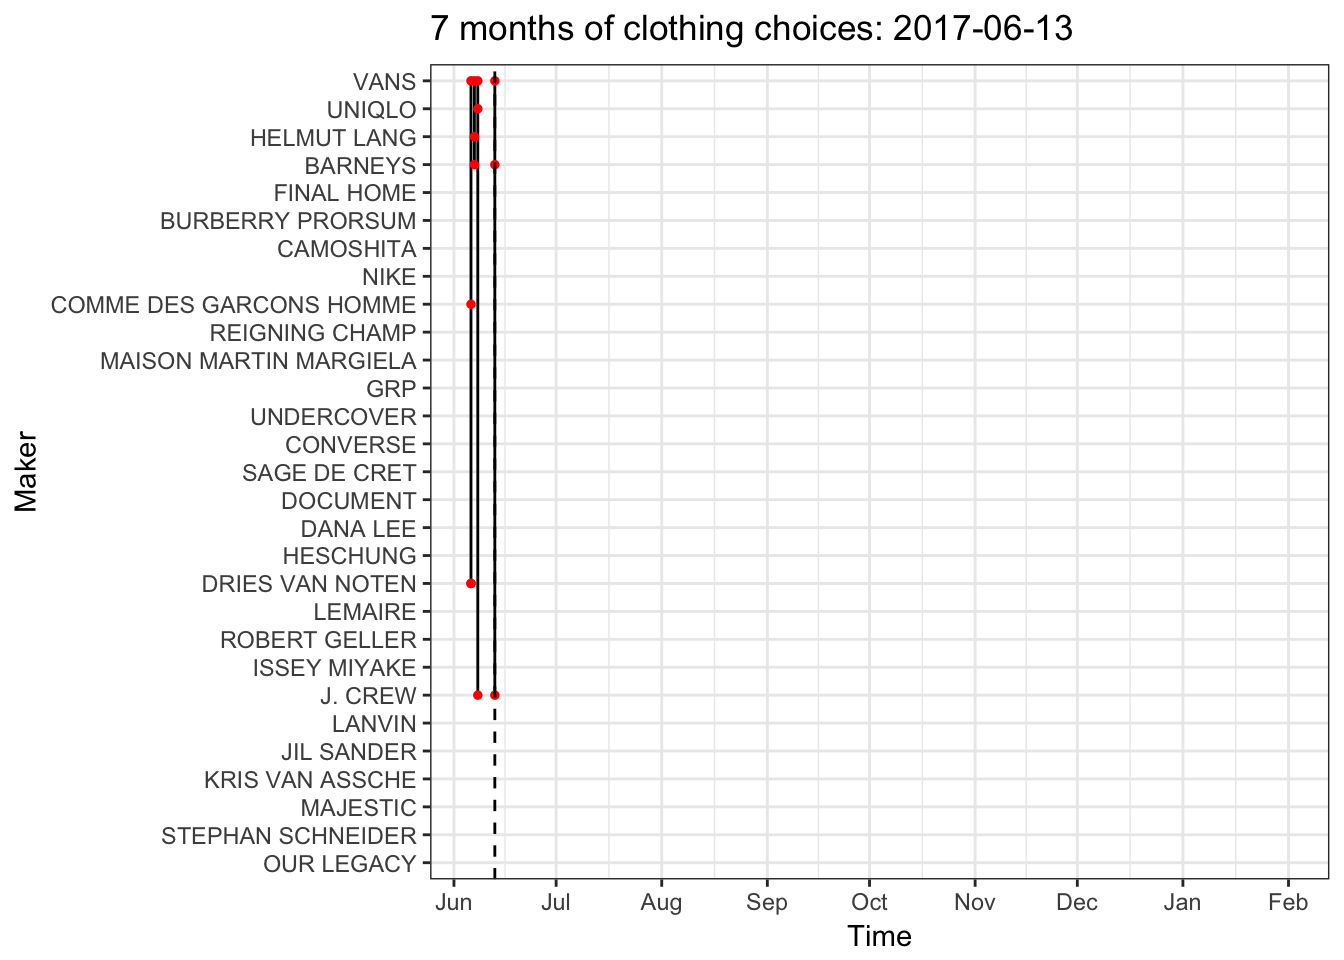 7 months of clothing choices: 2017-06-13
VANS
UNIQLO
HELMUT LANG
BARNEYS
FINAL HOME
BURBERRY PRORSUM
CAMOSHITA
NIKE
COMME DES GARCONS HOMME
REIGNING CHAMP
MAISON MARTIN MARGIELA
GRP
UNDERCOVER
CONVERSE
SAGE DE CRET
DOCUMENT
DANA LEE
HESCHUNG
DRIES VAN NOTEN
LEMAIRE
ROBERT GELLER
ISSEY MIYAKE
J. CREW
LANVIN
JIL SANDER
KRIS VAN ASSCHE
MAJESTIC
STEPHAN SCHNEIDER
OUR LEGACY
Maker
Jun Jul Aug Sep Oct Nov Dec Jan Feb
Time